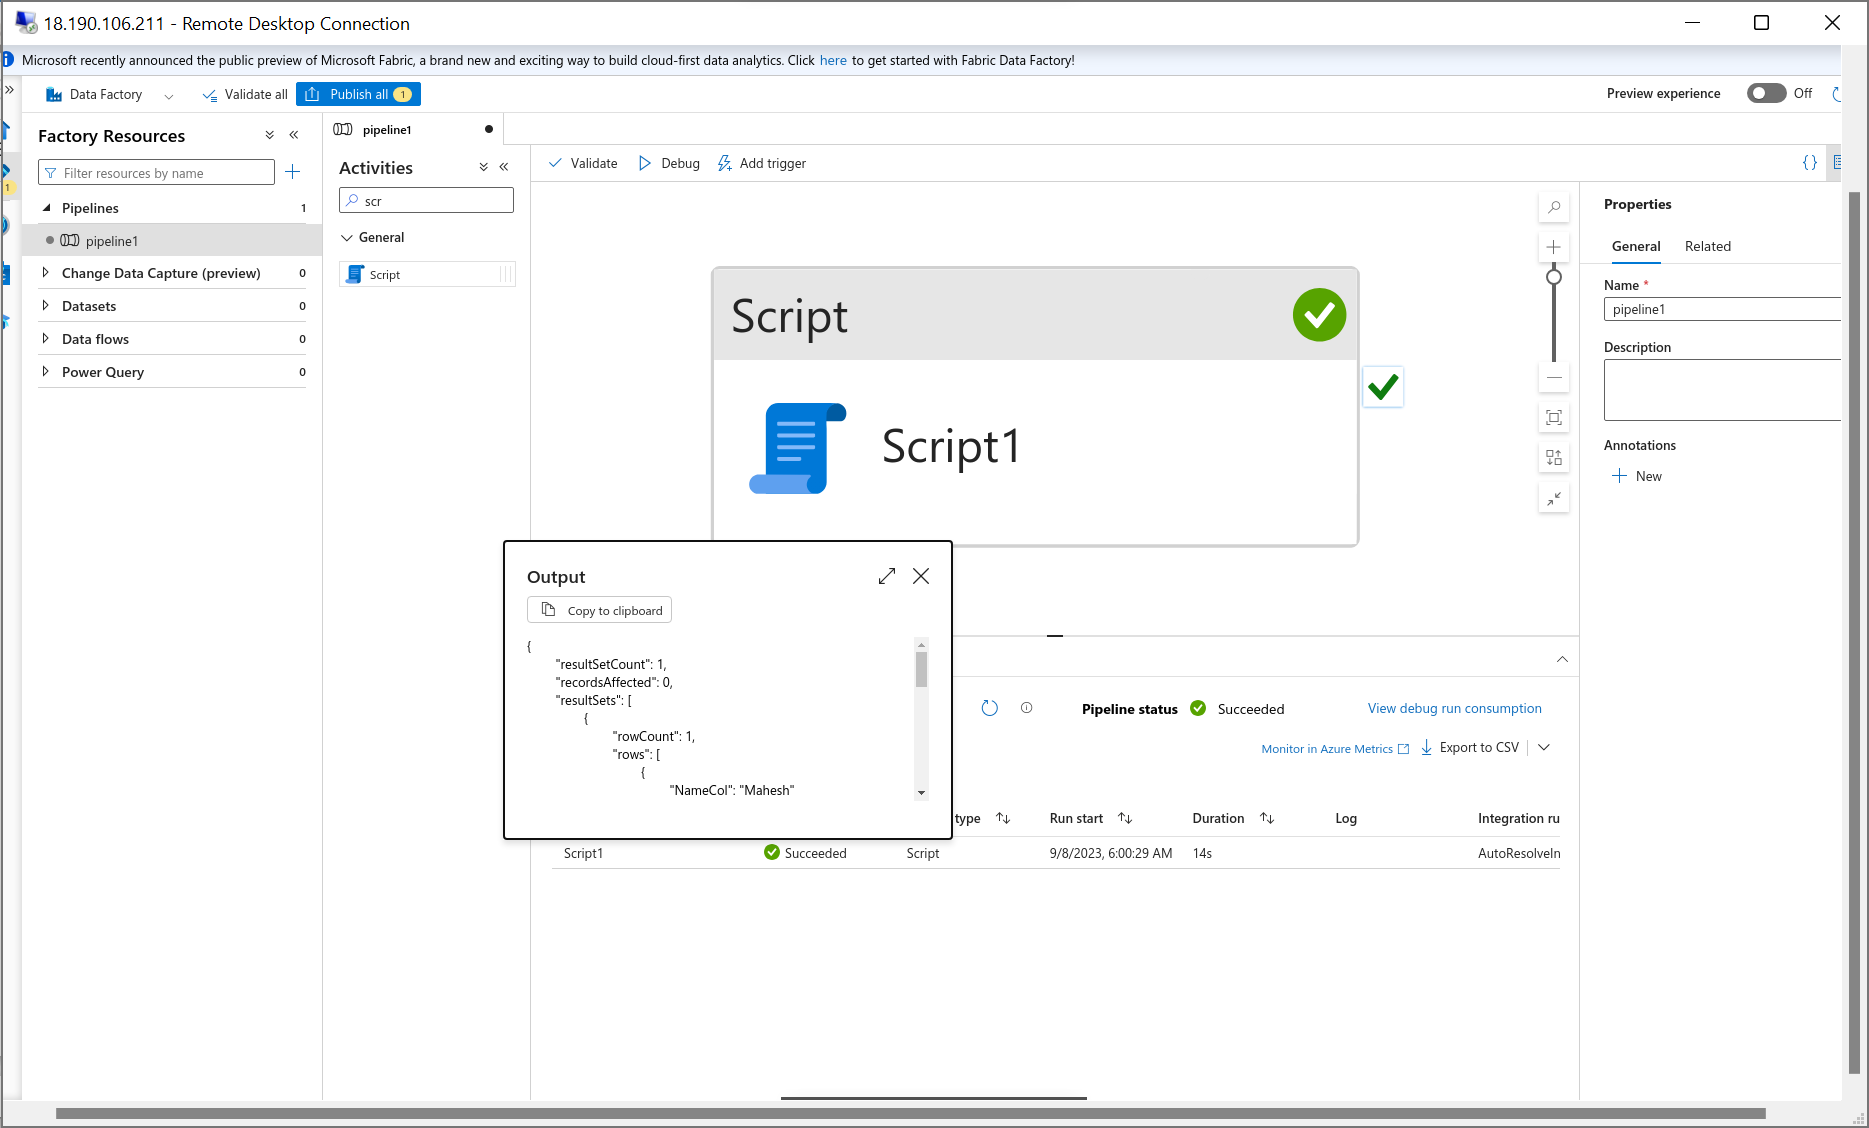 18.190.106.211 - Remote Desktop Connection
Microsoft recently announced the public preview of Microsoft Fabric, a brand new and exciting way to build cloud-first data analytics. Click here to get started with Fabric Data Factory!
Data Factory
Validate all
Publish all 1
Preview experience
Off
Factory Resources
Filter resources by name
Pipelines 1
pipeline1
Change Data Capture (preview) 0
Datasets 0
Data flows 0
Power Query 0
1
pipeline1
Activities
scr
General
Script
Validate
Debug
Add trigger
{}
Script
Script1
Properties
General
Related
Name *
pipeline1
Description
Annotations
New
Output
Copy to clipboard
{
"resultSetCount": 1,
"recordsAffected": 0,
"resultSets": [
{
"rowCount": 1,
"rows": [
{
"NameCol": "Mahesh"
Pipeline status Succeeded
View debug run consumption
Monitor in Azure Metrics
Export to CSV
type Run start Duration Log Integration ru
Script1 Succeeded Script 9/8/2023, 6:00:29 AM 14s AutoResolveIn